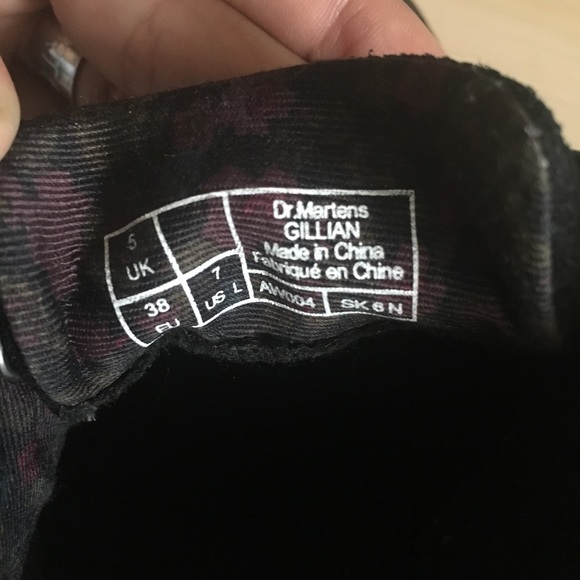 5
UK
38
EU
7
US L
Dr.Martens
GILLIAN
Made in China
Fabriqué en Chine
AW004
SK 6 N